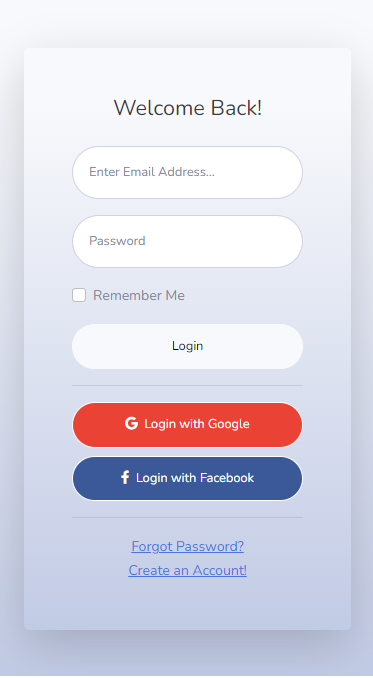 Welcome Back!
Enter Email Address...
Password
Remember Me
Login
Login with Google
Login with Facebook
Forgot Password?
Create an Account!